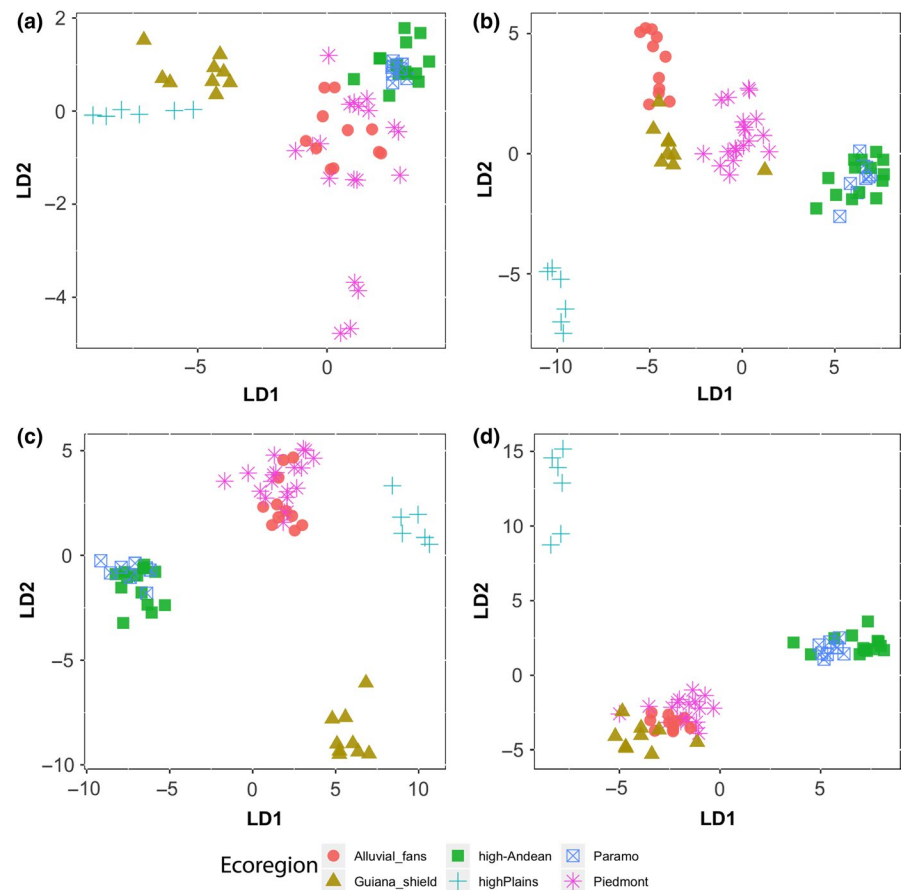 (a)
2
0
−2
−4
−5
0
LD2
LD1
(b)
5
0
−5
−10
−5
0
5
LD2
LD1
(c)
5
0
−5
−10
−10
−5
0
5
10
LD2
LD1
(d)
15
10
5
0
−5
−5
0
5
LD2
LD1
Ecoregion
Alluvial_fans
high-Andean
Paramo
Guiana_shield
highPlains
Piedmont